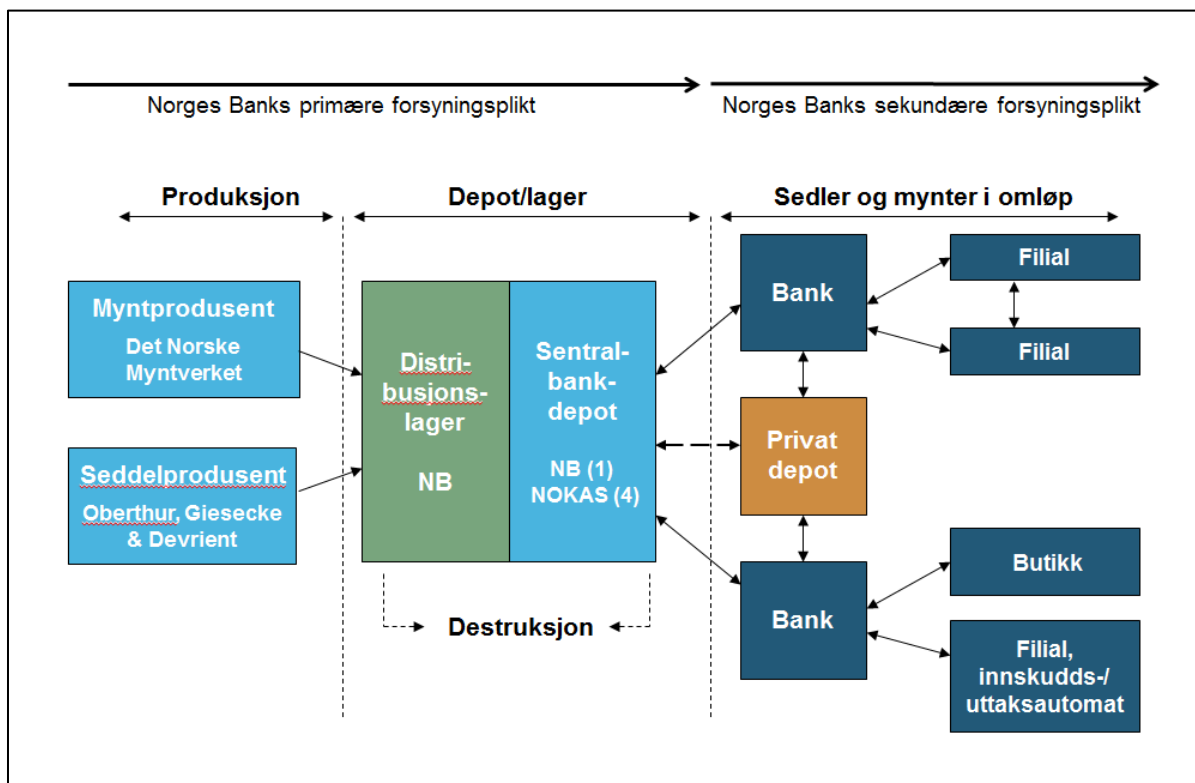 Norges Banks primære forsyningsplikt
Norges Banks sekundære forsyningsplikt
Produksjon
Depot/lager
Sedler og mynter i omløp
Myntprodusent
Det Norske
Myntverket
Seddelprodusent
Oberthur, Giesecke
& Devrient
Distri-
busjons-
lager
NB
Sentral-
bank-
depot
NB (1)
NOKAS (4)
Destruksjon
Bank
Filial
Filial
Privat
depot
Bank
Butikk
Filial,
innskudds-/
uttaksautomat